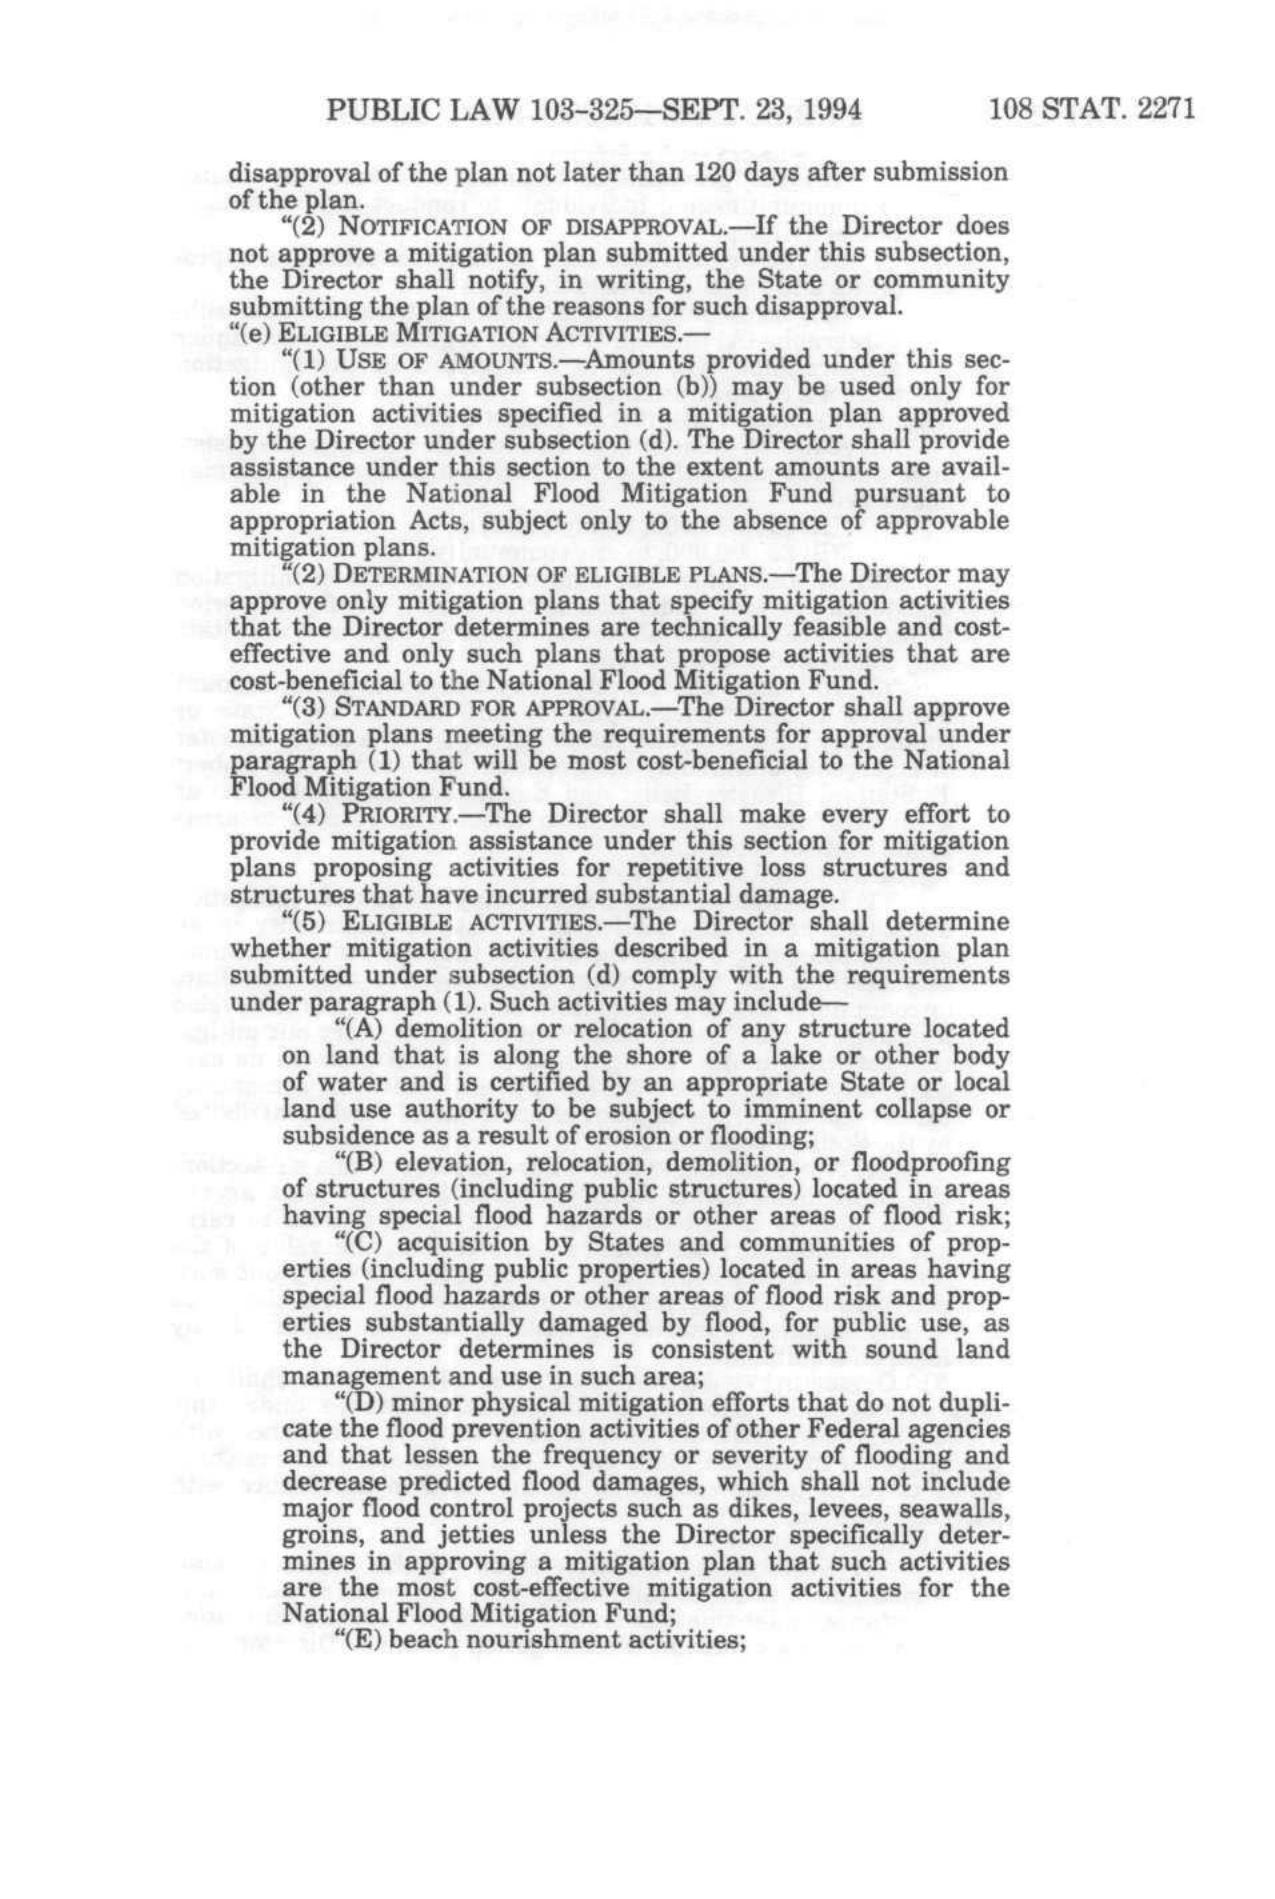 PUBLIC LAW 103–325—SEPT. 23, 1994 108 STAT. 2271
disapproval of the plan not later than 120 days after submission
of the plan.
“(2) NOTIFICATION OF DISAPPROVAL.—If the Director does
not approve a mitigation plan submitted under this subsection,
the Director shall notify, in writing, the State or community
submitting the plan of the reasons for such disapproval.
“(e) ELIGIBLE MITIGATION ACTIVITIES.—
“(1) USE OF AMOUNTS.—Amounts provided under this sec-
tion (other than under subsection (b)) may be used only for
mitigation activities specified in a mitigation plan approved
by the Director under subsection (d). The Director shall provide
assistance under this section to the extent amounts are avail-
able in the National Flood Mitigation Fund pursuant to
appropriation Acts, subject only to the absence of approvable
mitigation plans.
“(2) DETERMINATION OF ELIGIBLE PLANS.—The Director may
approve only mitigation plans that specify mitigation activities
that the Director determines are technically feasible and cost-
effective and only such plans that propose activities that are
cost-beneficial to the National Flood Mitigation Fund.
“(3) STANDARD FOR APPROVAL.—The Director shall approve
mitigation plans meeting the requirements for approval under
paragraph (1) that will be most cost-beneficial to the National
Flood Mitigation Fund.
“(4) PRIORITY.—The Director shall make every effort to
provide mitigation assistance under this section for mitigation
plans proposing activities for repetitive loss structures and
structures that have incurred substantial damage.
“(5) ELIGIBLE ACTIVITIES.—The Director shall determine
whether mitigation activities described in a mitigation plan
submitted under subsection (d) comply with the requirements
under paragraph (1). Such activities may include—
“(A) demolition or relocation of any structure located
on land that is along the shore of a lake or other body
of water and is certified by an appropriate State or local
land use authority to be subject to imminent collapse or
subsidence as a result of erosion or flooding;
“(B) elevation, relocation, demolition, or floodproofing
of structures (including public structures) located in areas
having special flood hazards or other areas of flood risk;
“(C) acquisition by States and communities of prop-
erties (including public properties) located in areas having
special flood hazards or other areas of flood risk and prop-
erties substantially damaged by flood, for public use, as
the Director determines is consistent with sound land
management and use in such area;
“(D) minor physical mitigation efforts that do not dupli-
cate the flood prevention activities of other Federal agencies
and that lessen the frequency or severity of flooding and
decrease predicted flood damages, which shall not include
major flood control projects such as dikes, levees, seawalls,
groins, and jetties unless the Director specifically deter-
mines in approving a mitigation plan that such activities
are the most cost-effective mitigation activities for the
National Flood Mitigation Fund;
“(E) beach nourishment activities;